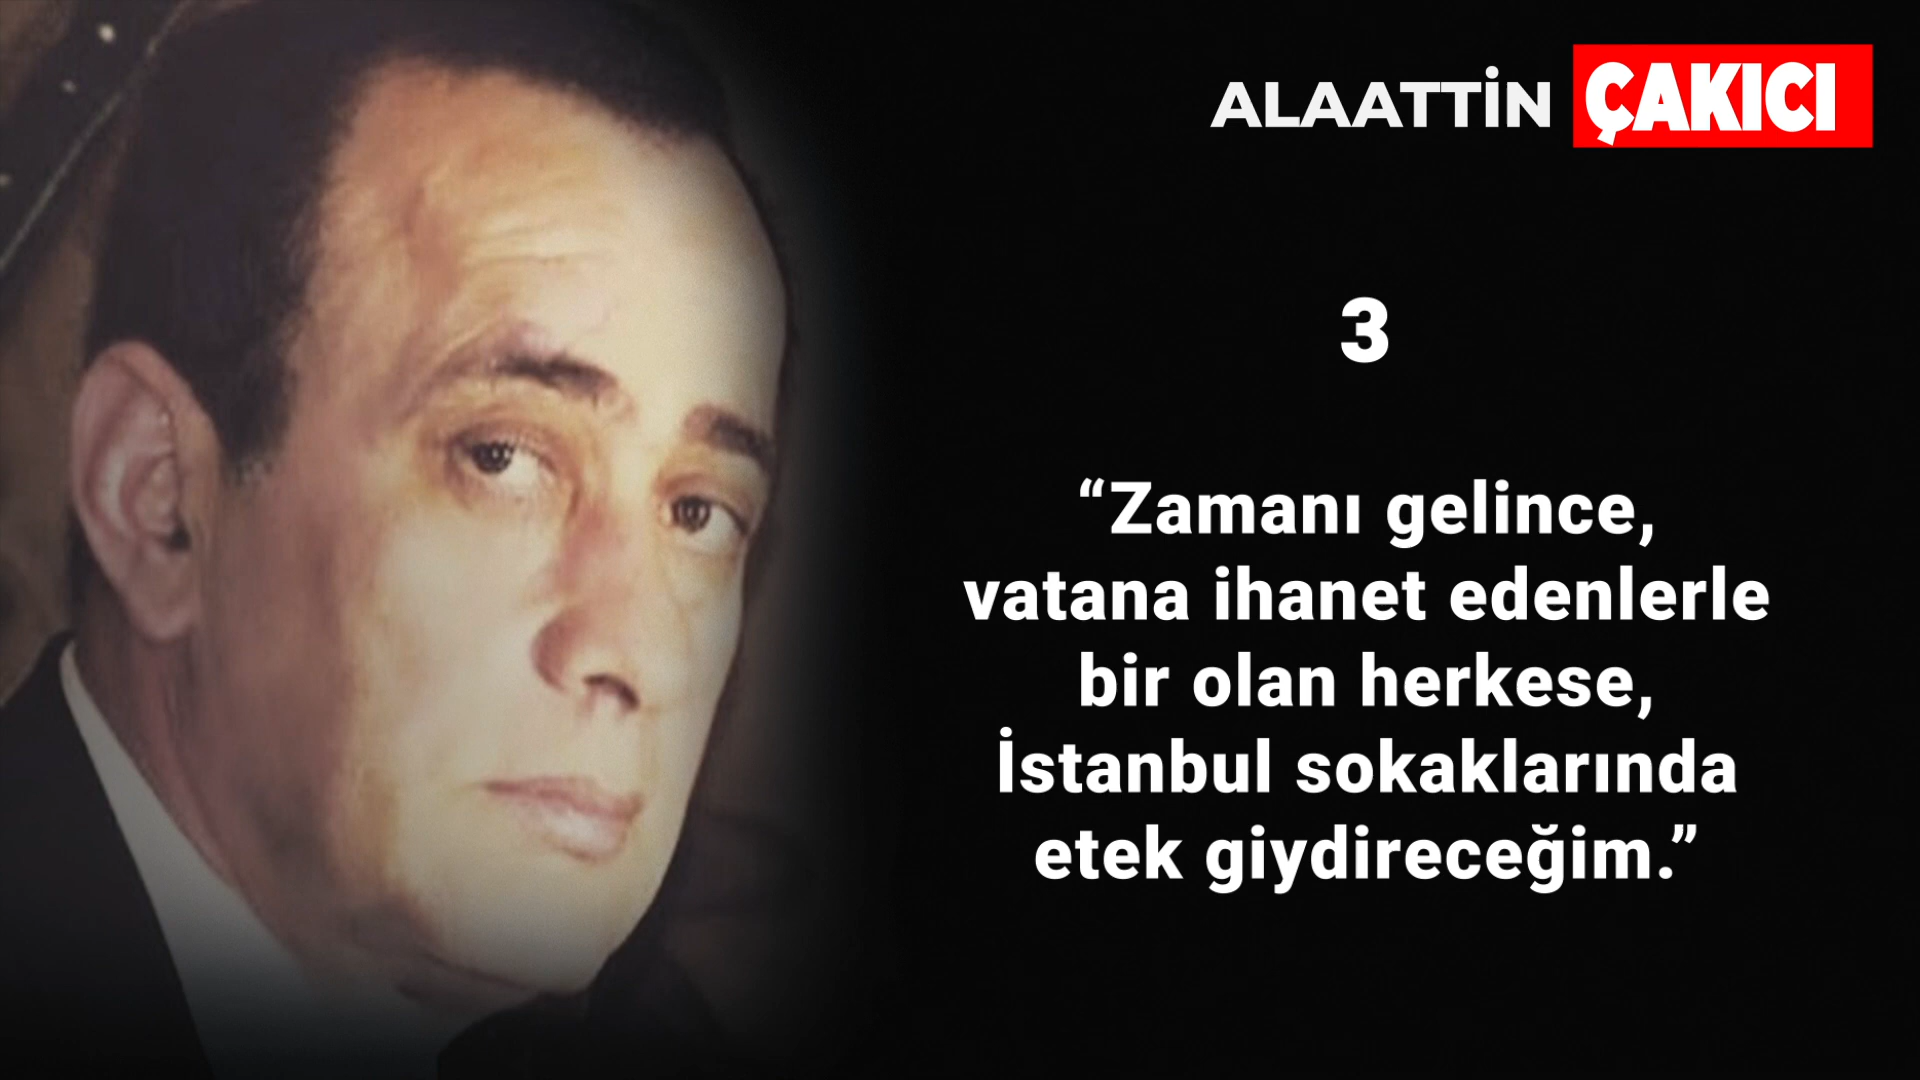 ALAATTİN ÇAKICI
3
“Zamanı gelince,
vatana ihanet edenlerle
bir olan herkese,
İstanbul sokaklarında
etek giydireceğim.”